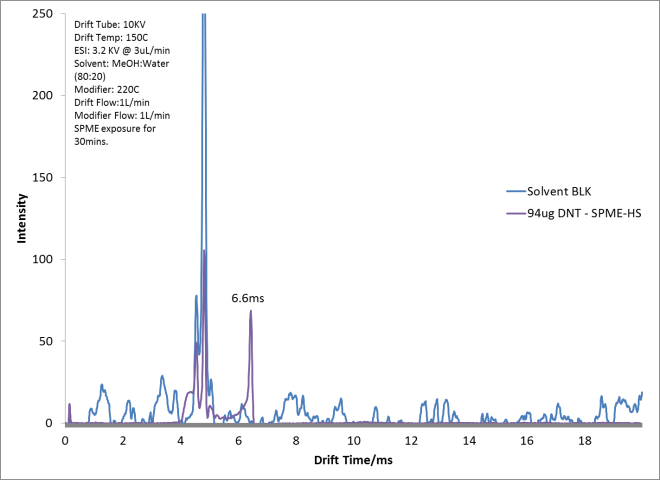 250
Drift Tube: 10KV
Drift Temp: 150C
ESI: 3.2 KV @ 3uL/min
Solvent: MeOH:Water
(80:20)
Modifier: 220C
Drift Flow:1L/min
Modifier Flow: 1L/min
SPME exposure for
30mins.
200
150
100
50
0
Intensity
6.6ms
Solvent BLK
94ug DNT - SPME-HS
0 2 4 6 8 10 12 14 16 18
Drift Time/ms